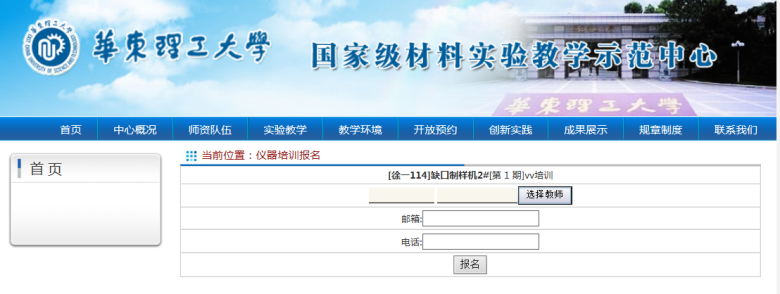 華東理工大學
国家级材料实验教学示范中心
華東理工大學
首页 中心概况 师资队伍 实验教学 教学环境 开放预约 创新实践 成果展示 规章制度 联系我们
首页
当前位置：仪器培训报名
[徐一114]缺口制样机2#[第 1 期]vv培训
选择教师
邮箱:
电话:
报名